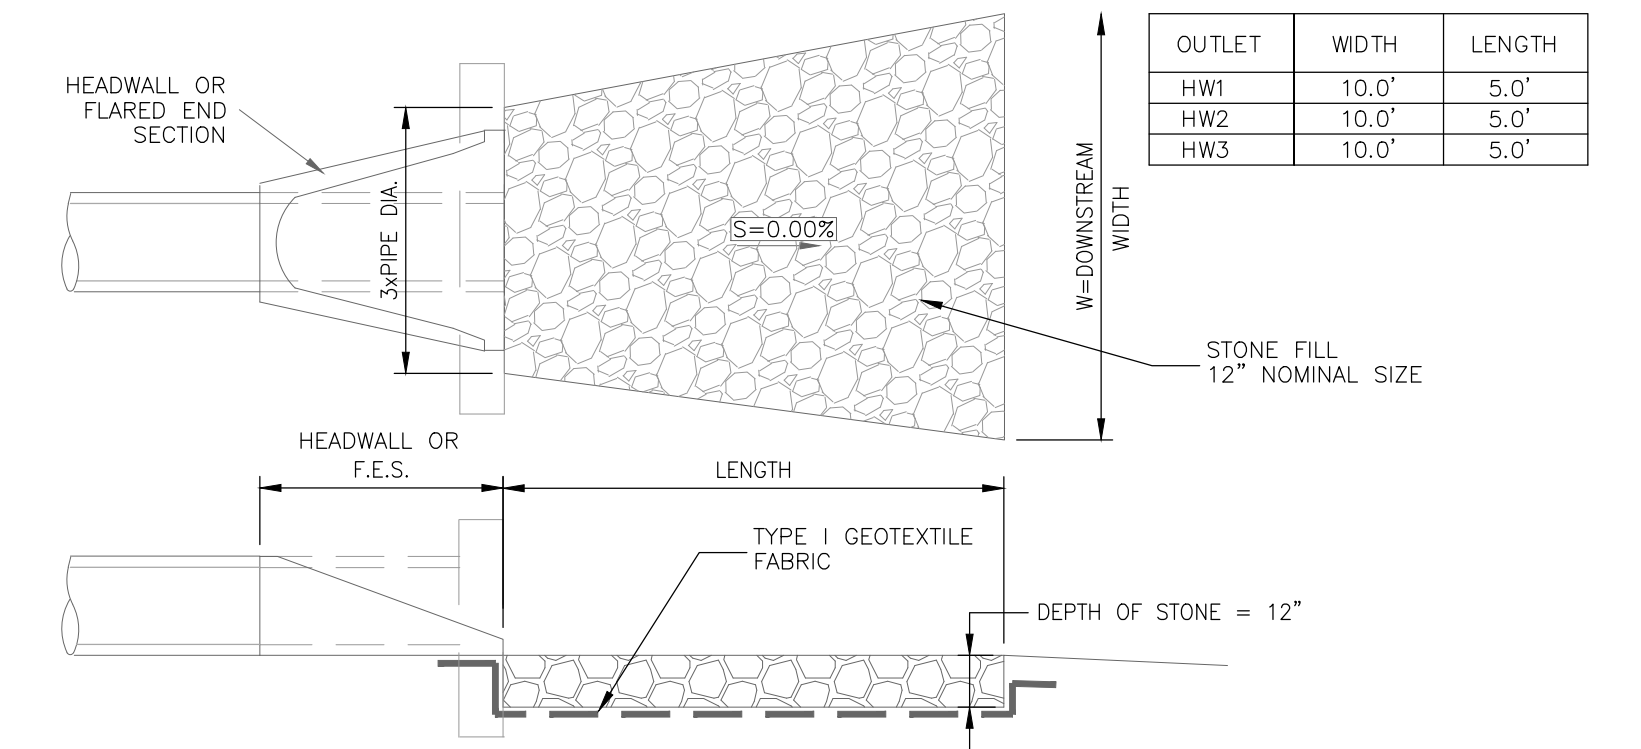 HEADWALL OR
FLARED END
SECTION
3xPIPE DIA.
S=0.00%
W=DOWNSTREAM
WIDTH
OUTLET WIDTH LENGTH
HW1 10.0' 5.0'
HW2 10.0' 5.0'
HW3 10.0' 5.0'
STONE FILL
12" NOMINAL SIZE
HEADWALL OR
F.E.S.
LENGTH
TYPE I GEOTEXTILE
FABRIC
DEPTH OF STONE = 12"